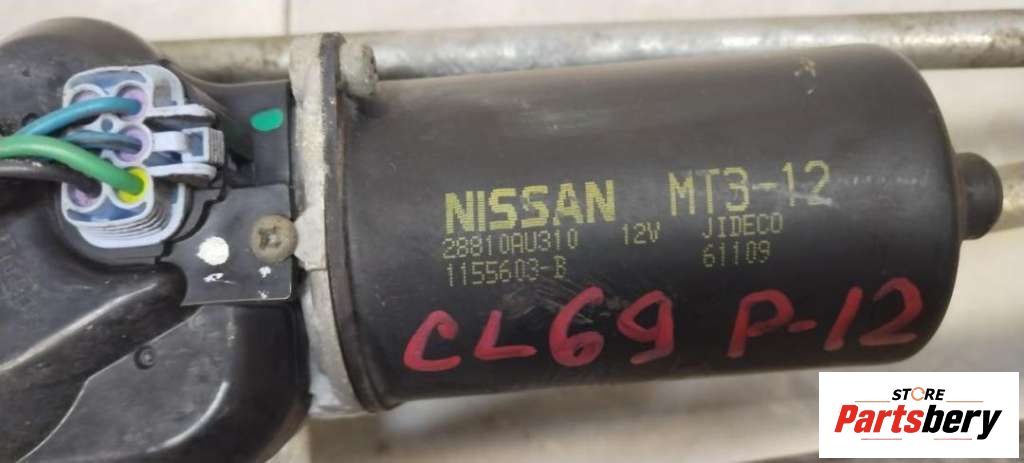 NISSAN MT3-12
28810AU310 12V JIDECO
1155603-B 61109
CL69 P-12
STORE
Partsbery